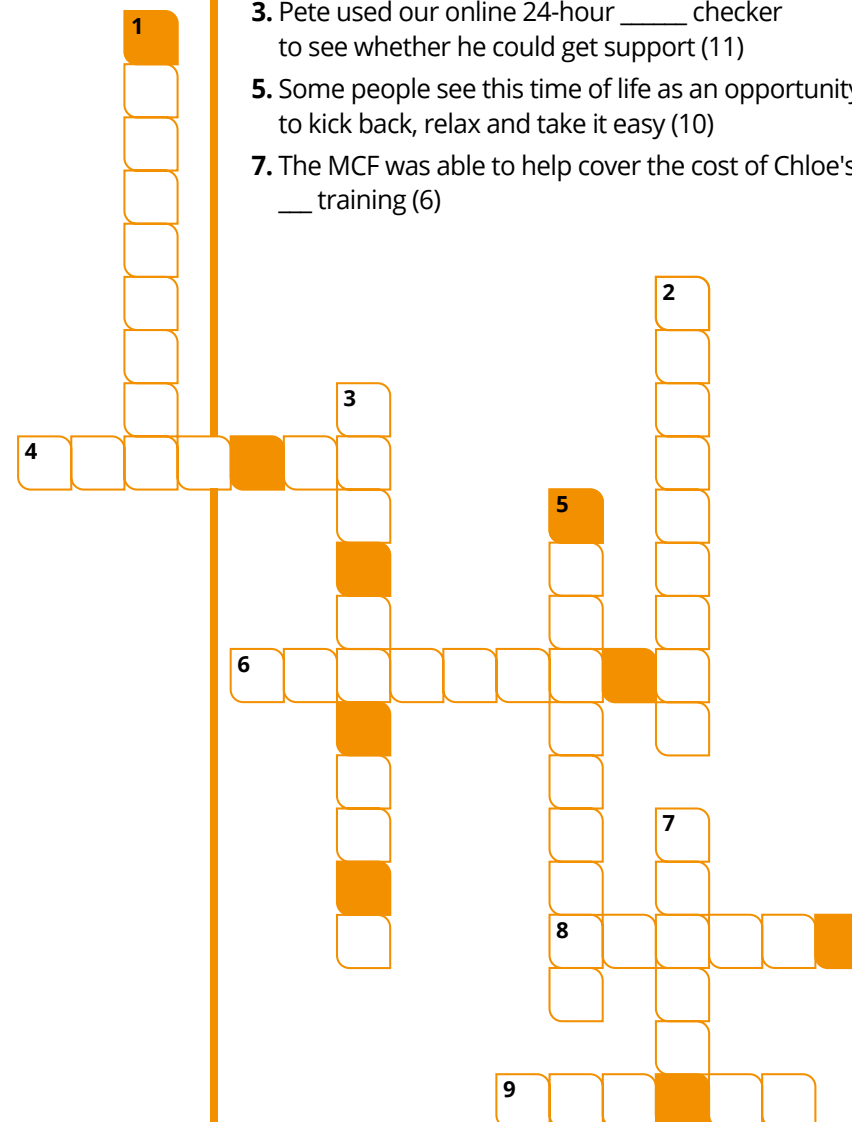 3. Pete used our online 24-hour ______ checker
to see whether he could get support (11)
5. Some people see this time of life as an opportunity
to kick back, relax and take it easy (10)
7. The MCF was able to help cover the cost of Chloe's
___ training (6)
1
2
3
4
5
6
7
8
9